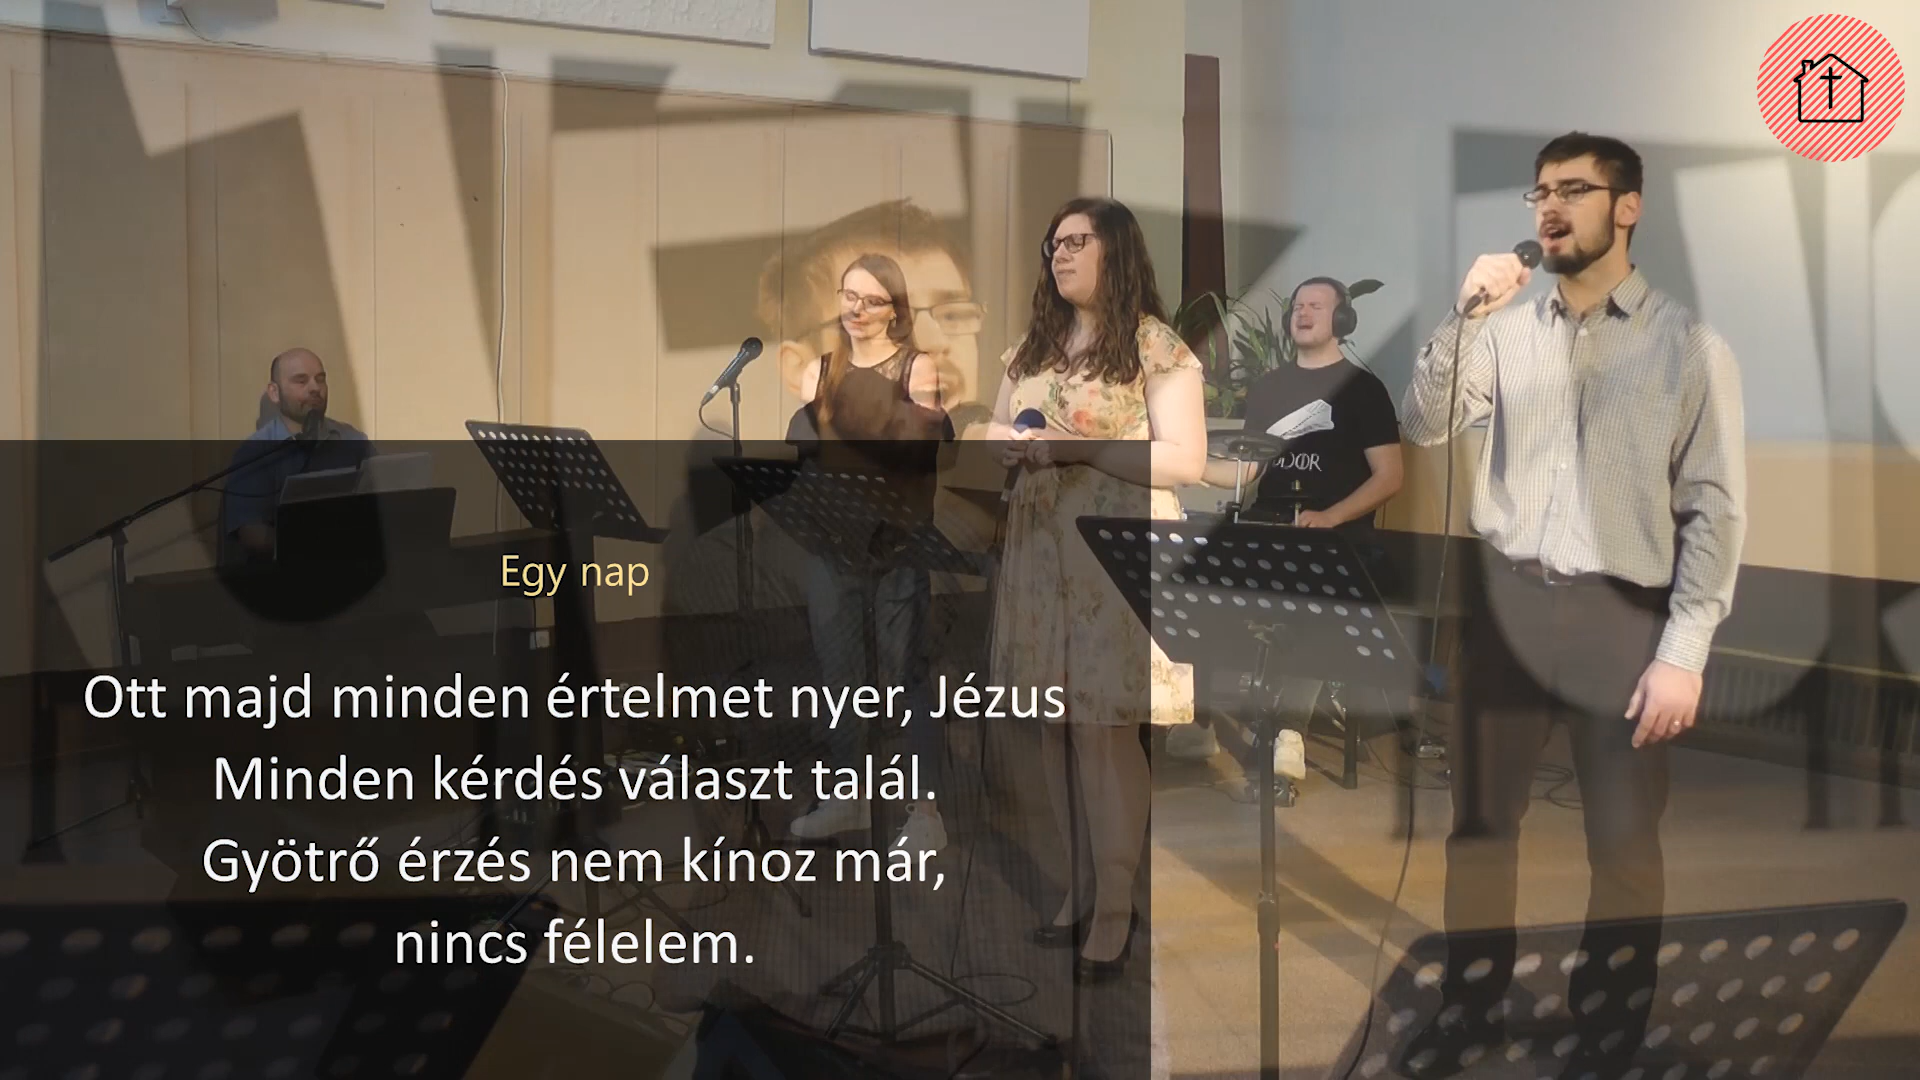 Egy nap
Ott majd minden értelmet nyer, Jézus
Minden kérdés választ talál.
Gyötrő érzés nem kínoz már,
nincs félelem.